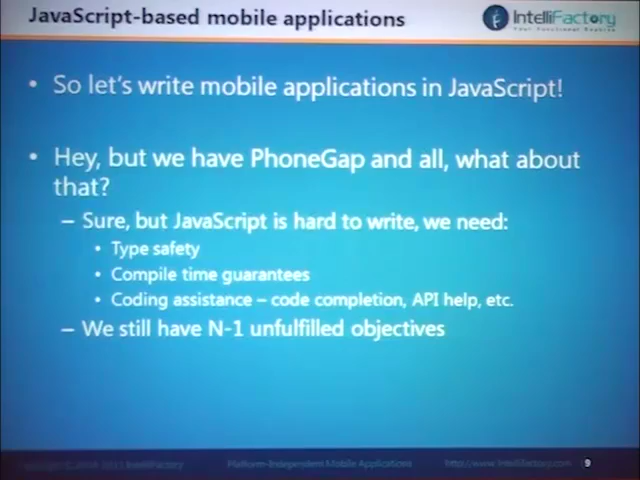 JavaScript-based mobile applications
IntelliFactory
• So let's write mobile applications in JavaScript!
• Hey, but we have PhoneGap and all, what about
that?
– Sure, but JavaScript is hard to write, we need:
• Type safety
• Compile time guarantees
• Coding assistance – code completion, API help, etc.
– We still have N-1 unfulfilled objectives
IntelliFactory
Platform-Independent Mobile Applications
http://www.intellifactory.com
9